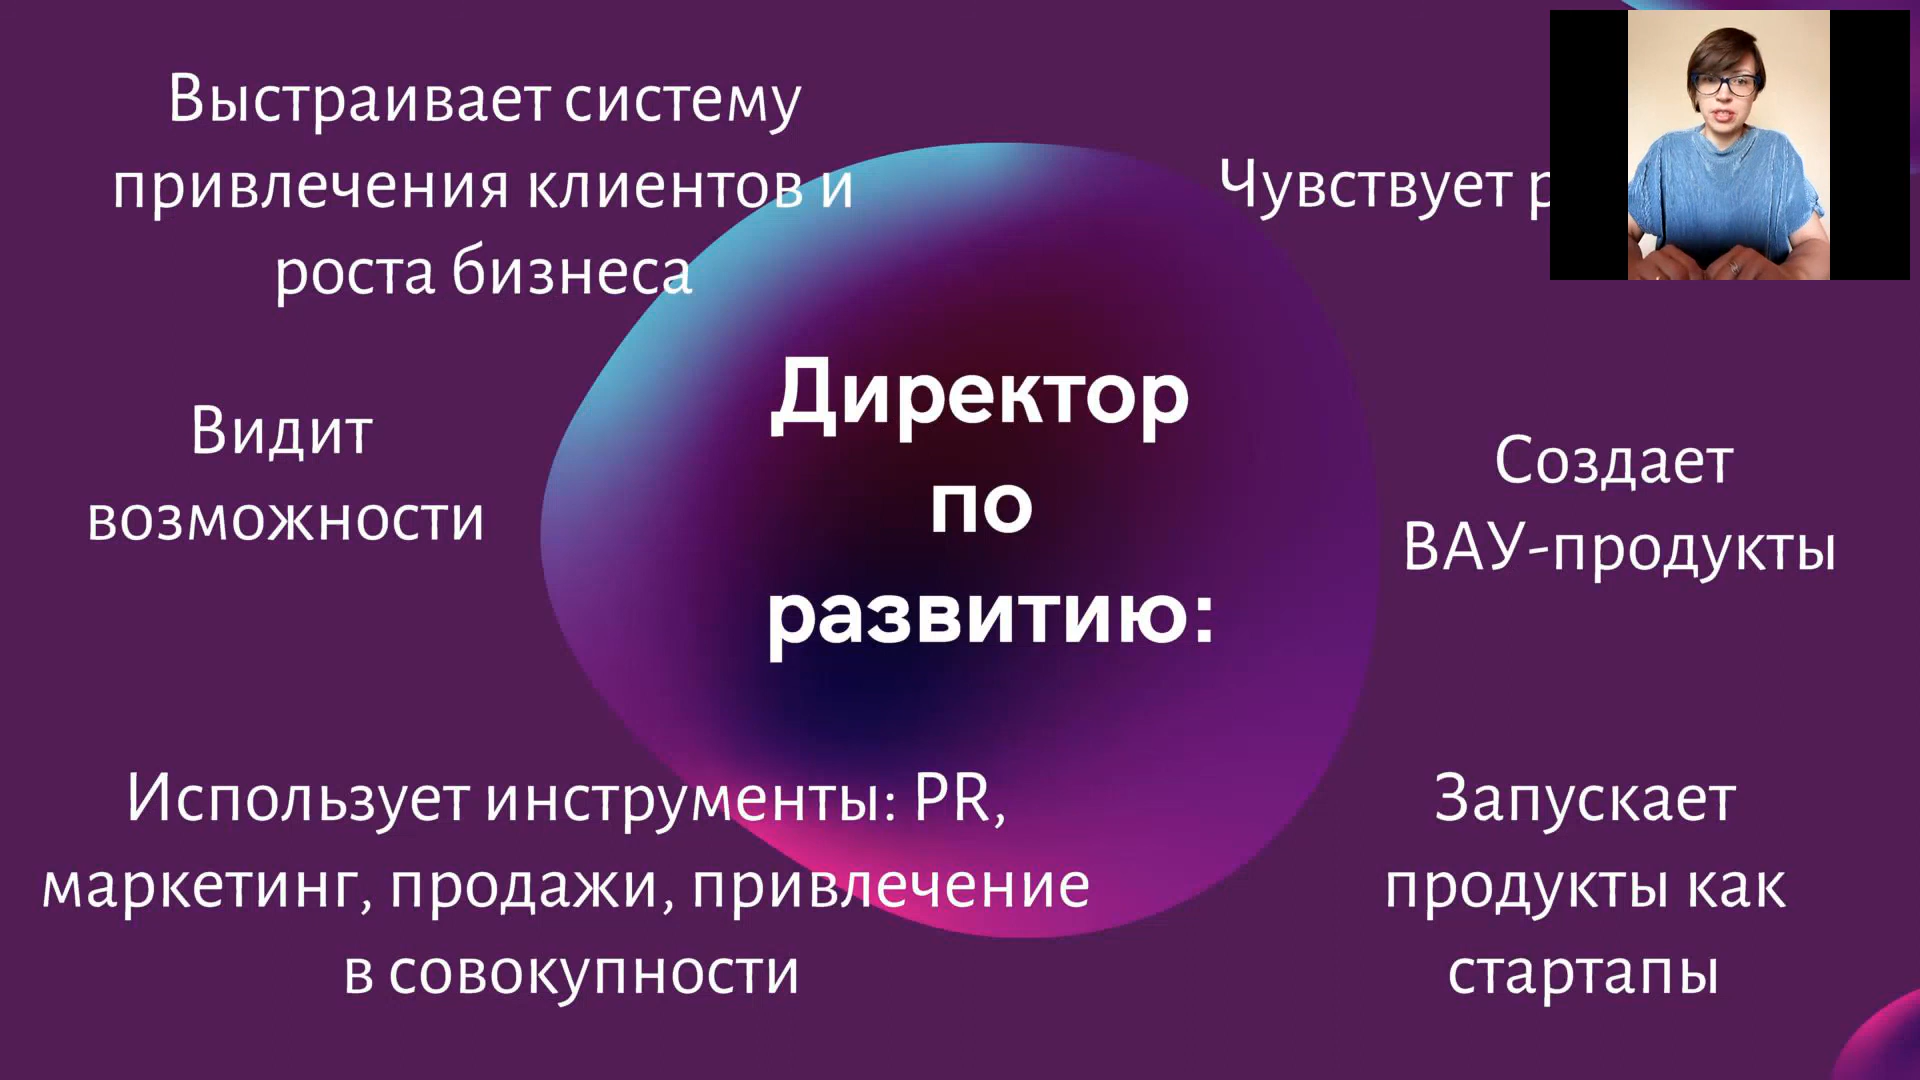 Выстраивает систему
привлечения клиентов и
роста бизнеса
Чувствует
Директор
по
развитию:
Видит
возможности
Создает
ВАУ-продукты
Использует инструменты: PR,
маркетинг, продажи, привлечение
в совокупности
Запускает
продукты как
стартапы